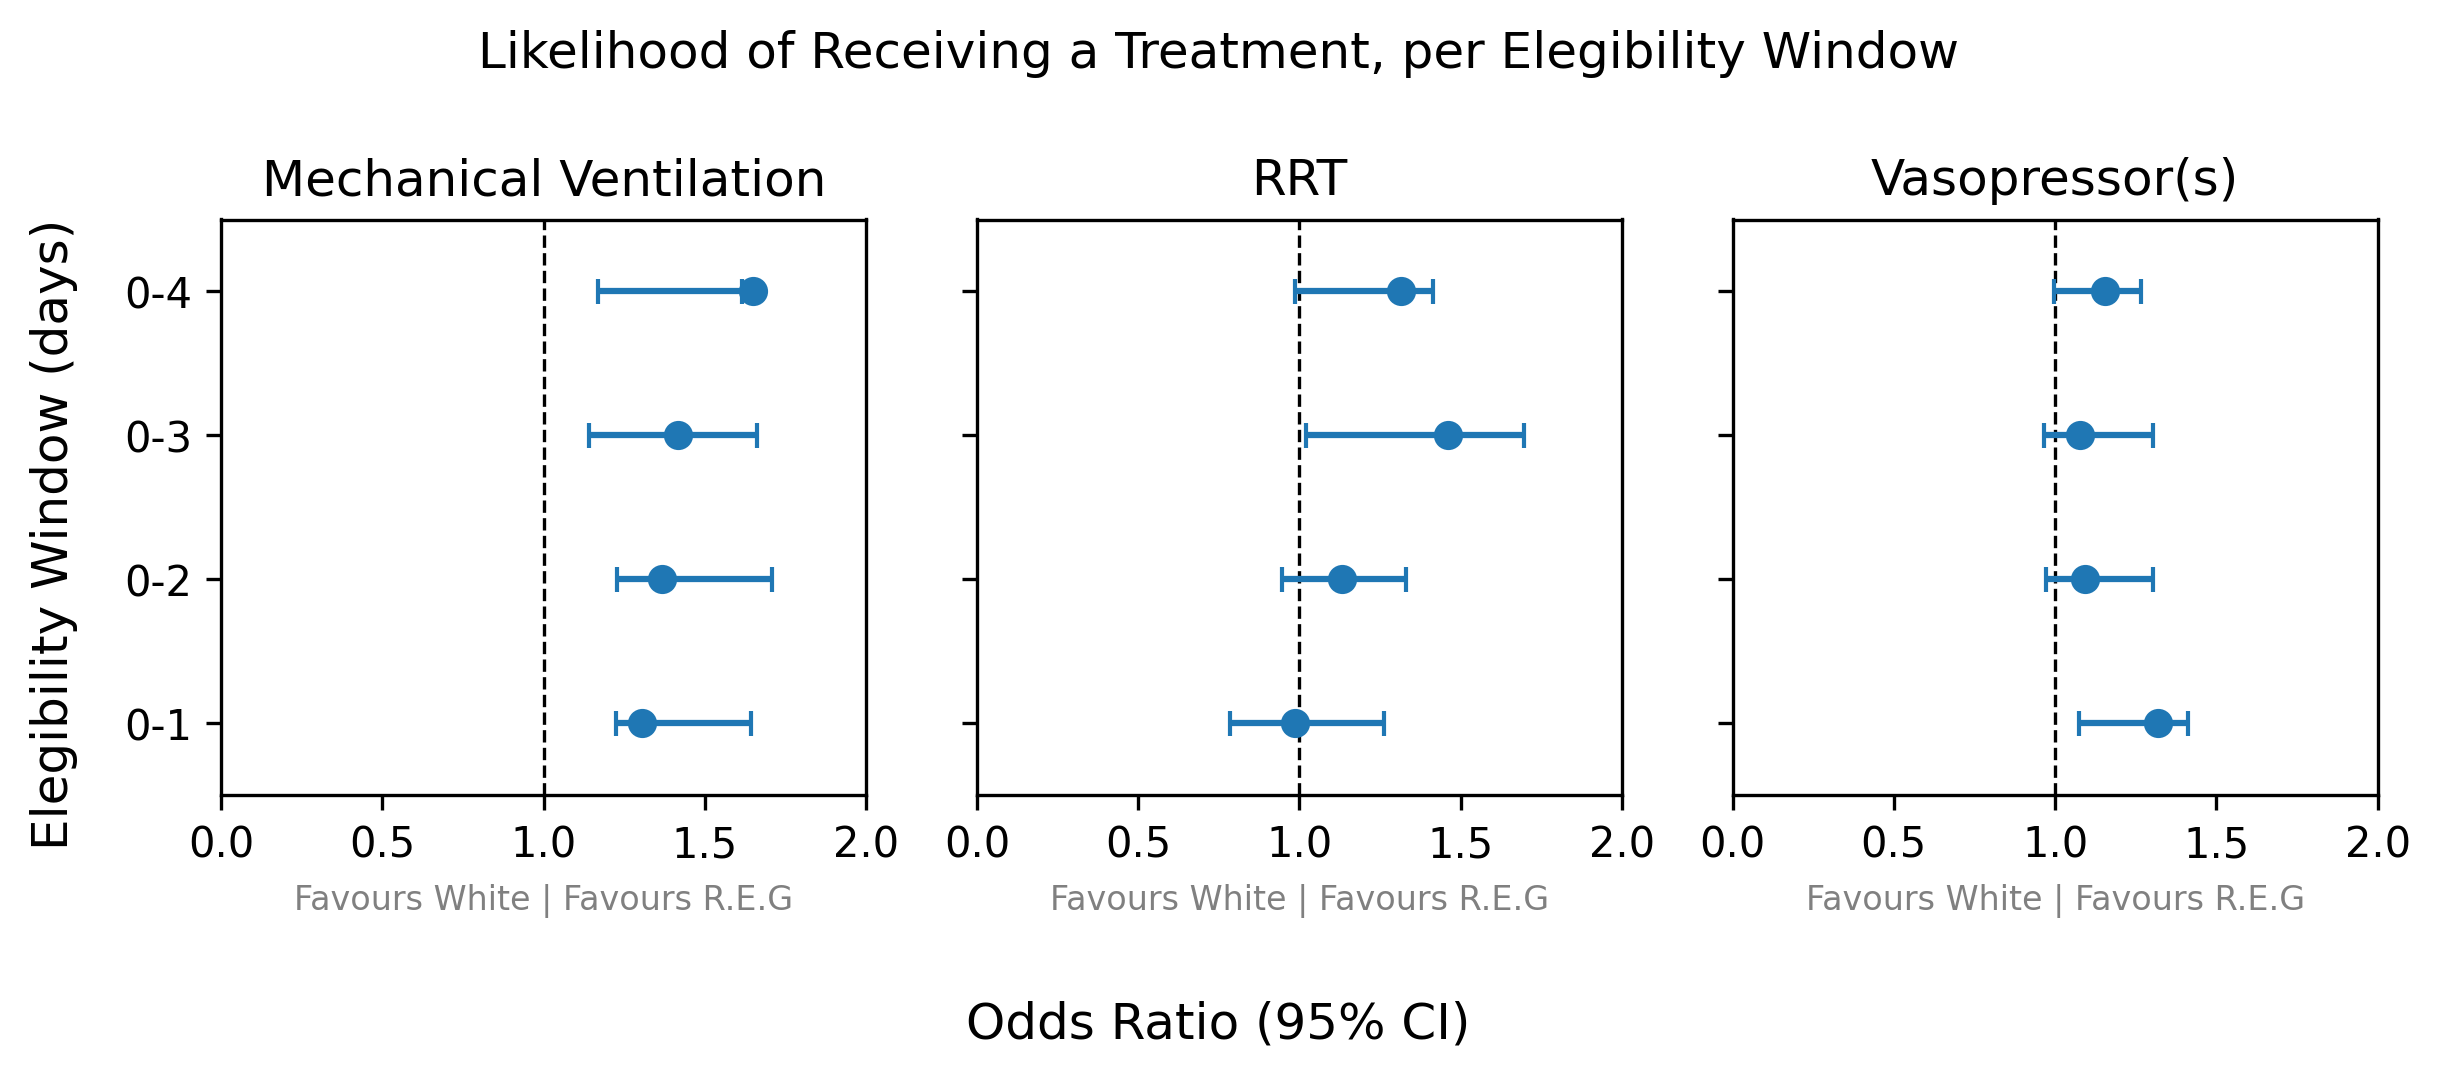 Likelihood of Receiving a Treatment, per Elegibility Window
Mechanical Ventilation
RRT
Vasopressor(s)
Elegibility Window (days)
0-4
0-3
0-2
0-1
0.0 0.5 1.0 1.5 2.0
0.0 0.5 1.0 1.5 2.0
0.0 0.5 1.0 1.5 2.0
Favours White | Favours R.E.G
Favours White | Favours R.E.G
Favours White | Favours R.E.G
Odds Ratio (95% CI)